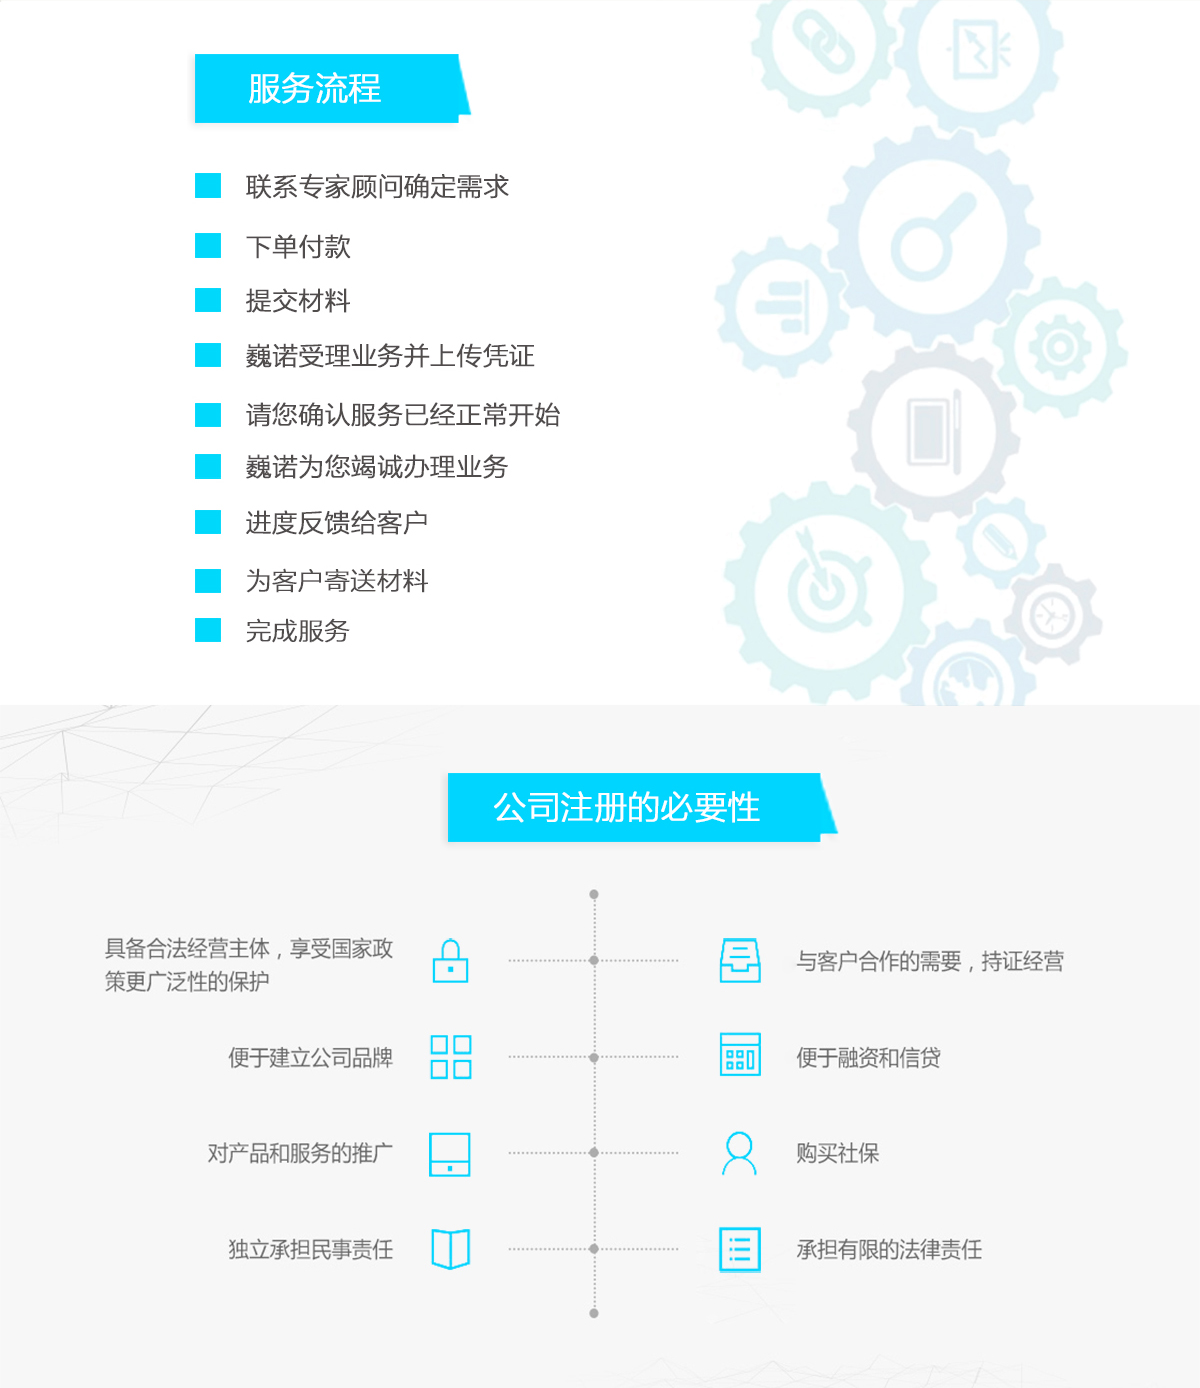 服务流程
联系专家顾问确定需求
下单付款
提交材料
巍诺受理业务并上传凭证
请您确认服务已经正常开始
巍诺为您竭诚办理业务
进度反馈给客户
为客户寄送材料
完成服务
公司注册的必要性
具备合法经营主体，享受国家政
策更广泛性的保护
与客户合作的需要，持证经营
便于建立公司品牌
便于融资和信贷
对产品和服务的推广
购买社保
独立承担民事责任
承担有限的法律责任